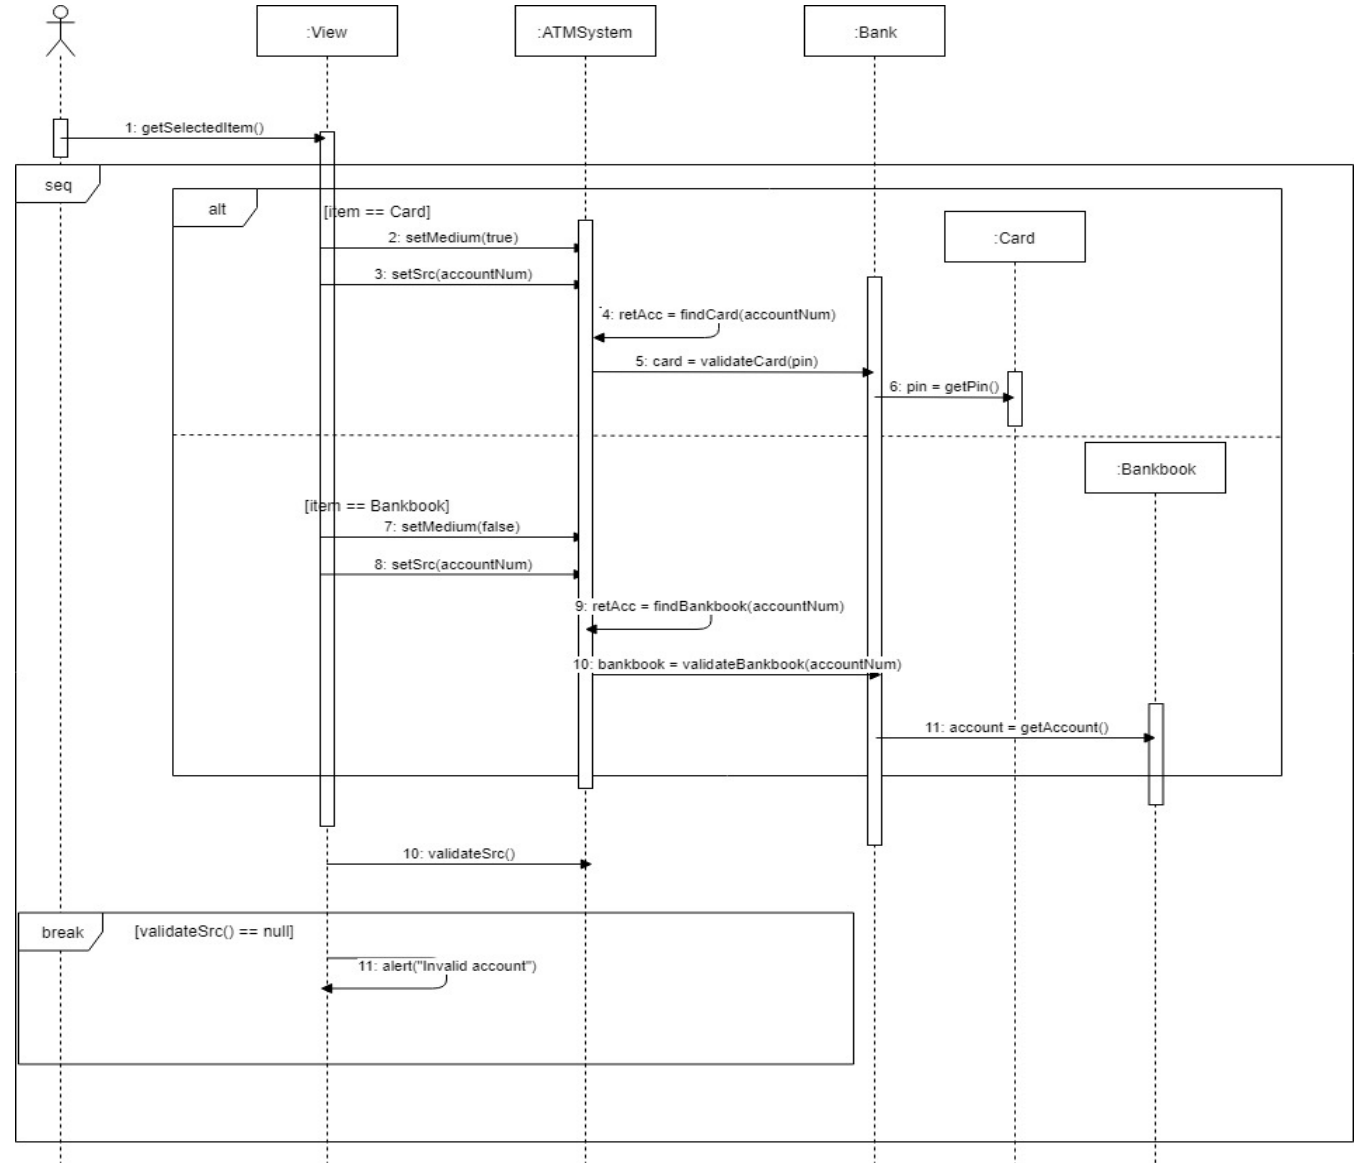 :View
:ATMSystem
:Bank
1: getSelectedItem()
seq
alt
[item == Card]
2: setMedium(true)
:Card
3: setSrc(accountNum)
4: retAcc = findCard(accountNum)
5: card = validateCard(pin)
6: pin = getPin()
:Bankbook
[item == Bankbook]
7: setMedium(false)
8: setSrc(accountNum)
9: retAcc = findBankbook(accountNum)
10: bankbook = validateBankbook(accountNum)
11: account = getAccount()
10: validateSrc()
break
[validateSrc() == null]
11: alert("Invalid account")